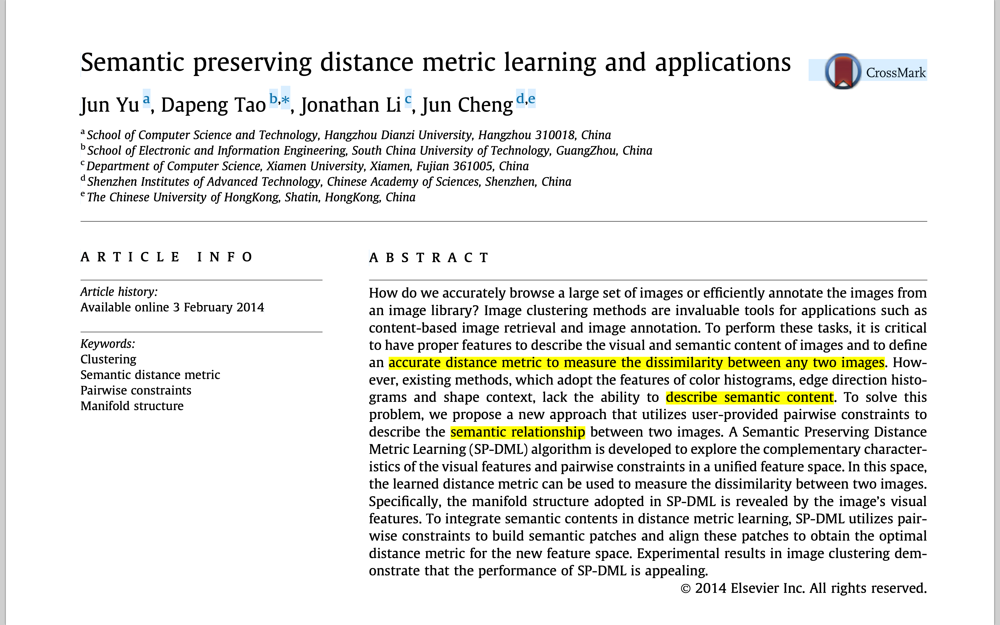 Semantic preserving distance metric learning and applications
CrossMark
Jun Yu a, Dapeng Tao b,*, Jonathan Li c, Jun Cheng d,e
a School of Computer Science and Technology, Hangzhou Dianzi University, Hangzhou 310018, China
b School of Electronic and Information Engineering, South China University of Technology, GuangZhou, China
c Department of Computer Science, Xiamen University, Xiamen, Fujian 361005, China
d Shenzhen Institutes of Advanced Technology, Chinese Academy of Sciences, Shenzhen, China
e The Chinese University of HongKong, Shatin, HongKong, China
ARTICLE INFO
Article history:
Available online 3 February 2014
Keywords:
Clustering
Semantic distance metric
Pairwise constraints
Manifold structure
ABSTRACT
How do we accurately browse a large set of images or efficiently annotate the images from
an image library? Image clustering methods are invaluable tools for applications such as
content-based image retrieval and image annotation. To perform these tasks, it is critical
to have proper features to describe the visual and semantic content of images and to define
an accurate distance metric to measure the dissimilarity between any two images. How-
ever, existing methods, which adopt the features of color histograms, edge direction histo-
grams and shape context, lack the ability to describe semantic content. To solve this
problem, we propose a new approach that utilizes user-provided pairwise constraints to
describe the semantic relationship between two images. A Semantic Preserving Distance
Metric Learning (SP-DML) algorithm is developed to explore the complementary character-
istics of the visual features and pairwise constraints in a unified feature space. In this space,
the learned distance metric can be used to measure the dissimilarity between two images.
Specifically, the manifold structure adopted in SP-DML is revealed by the image’s visual
features. To integrate semantic contents in distance metric learning, SP-DML utilizes pair-
wise constraints to build semantic patches and align these patches to obtain the optimal
distance metric for the new feature space. Experimental results in image clustering dem-
onstrate that the performance of SP-DML is appealing.
© 2014 Elsevier Inc. All rights reserved.